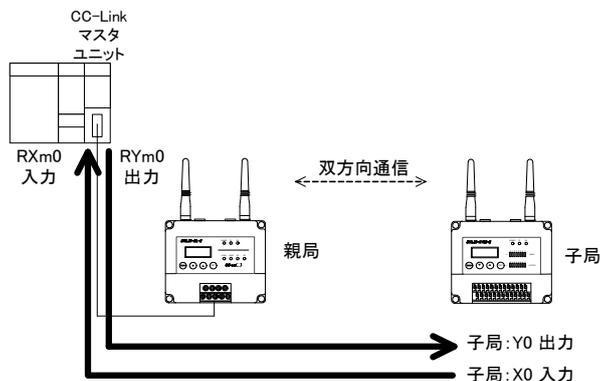 CC-Link
マスタ
ユニット
RXm0
入力
RYm0
出力
双方向通信
親局
子局
子局：Y0 出力
子局：X0 入力